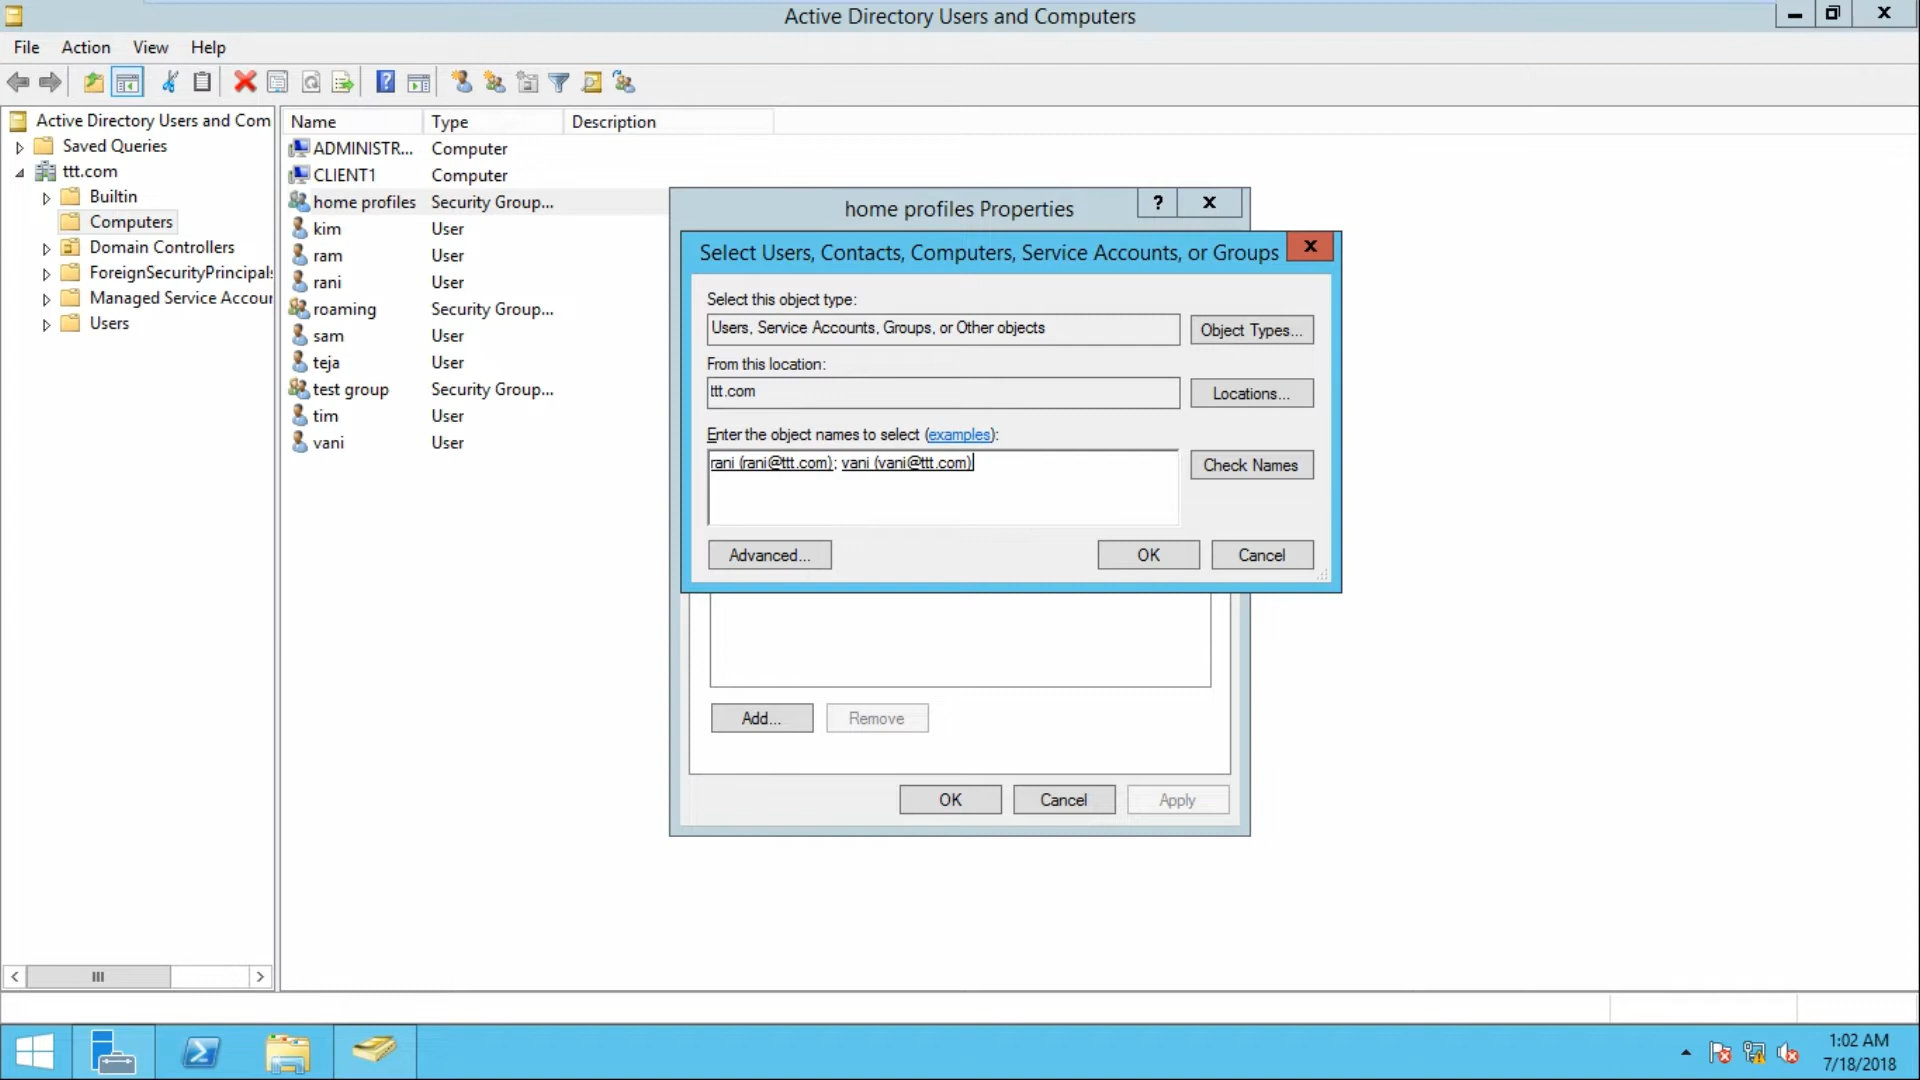 Active Directory Users and Computers
File Action View Help
Active Directory Users and Com
Saved Queries
ttt.com
Builtin
Computers
Domain Controllers
ForeignSecurityPrincipals
Managed Service Accour
Users
Name Type Description
ADMINISTR... Computer
CLIENT1 Computer
home profiles Security Group...
kim User
ram User
rani User
roaming Security Group...
sam User
teja User
test group Security Group...
tim User
vani User
home profiles Properties
Select Users, Contacts, Computers, Service Accounts, or Groups
Select this object type:
Users, Service Accounts, Groups, or Other objects
Object Types...
From this location:
ttt.com
Locations...
Enter the object names to select (examples):
rani (rani@ttt.com); vani (vani@ttt.com)
Check Names
Advanced...
OK
Cancel
Add...
Remove
OK
Cancel
Apply
1:02 AM
7/18/2018